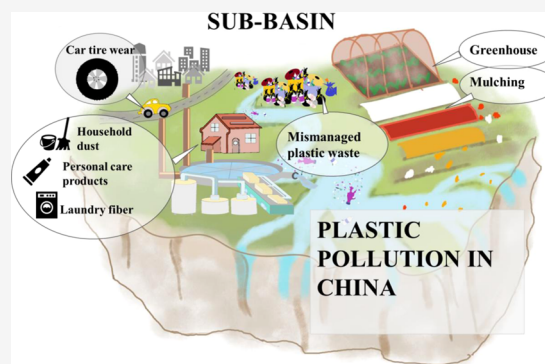 SUB-BASIN
Car tire wear
Greenhouse
Mulching
Household
dust
Personal care
products
Laundry fiber
Mismanaged
plastic waste
C
PLASTIC
POLLUTION IN
CHINA